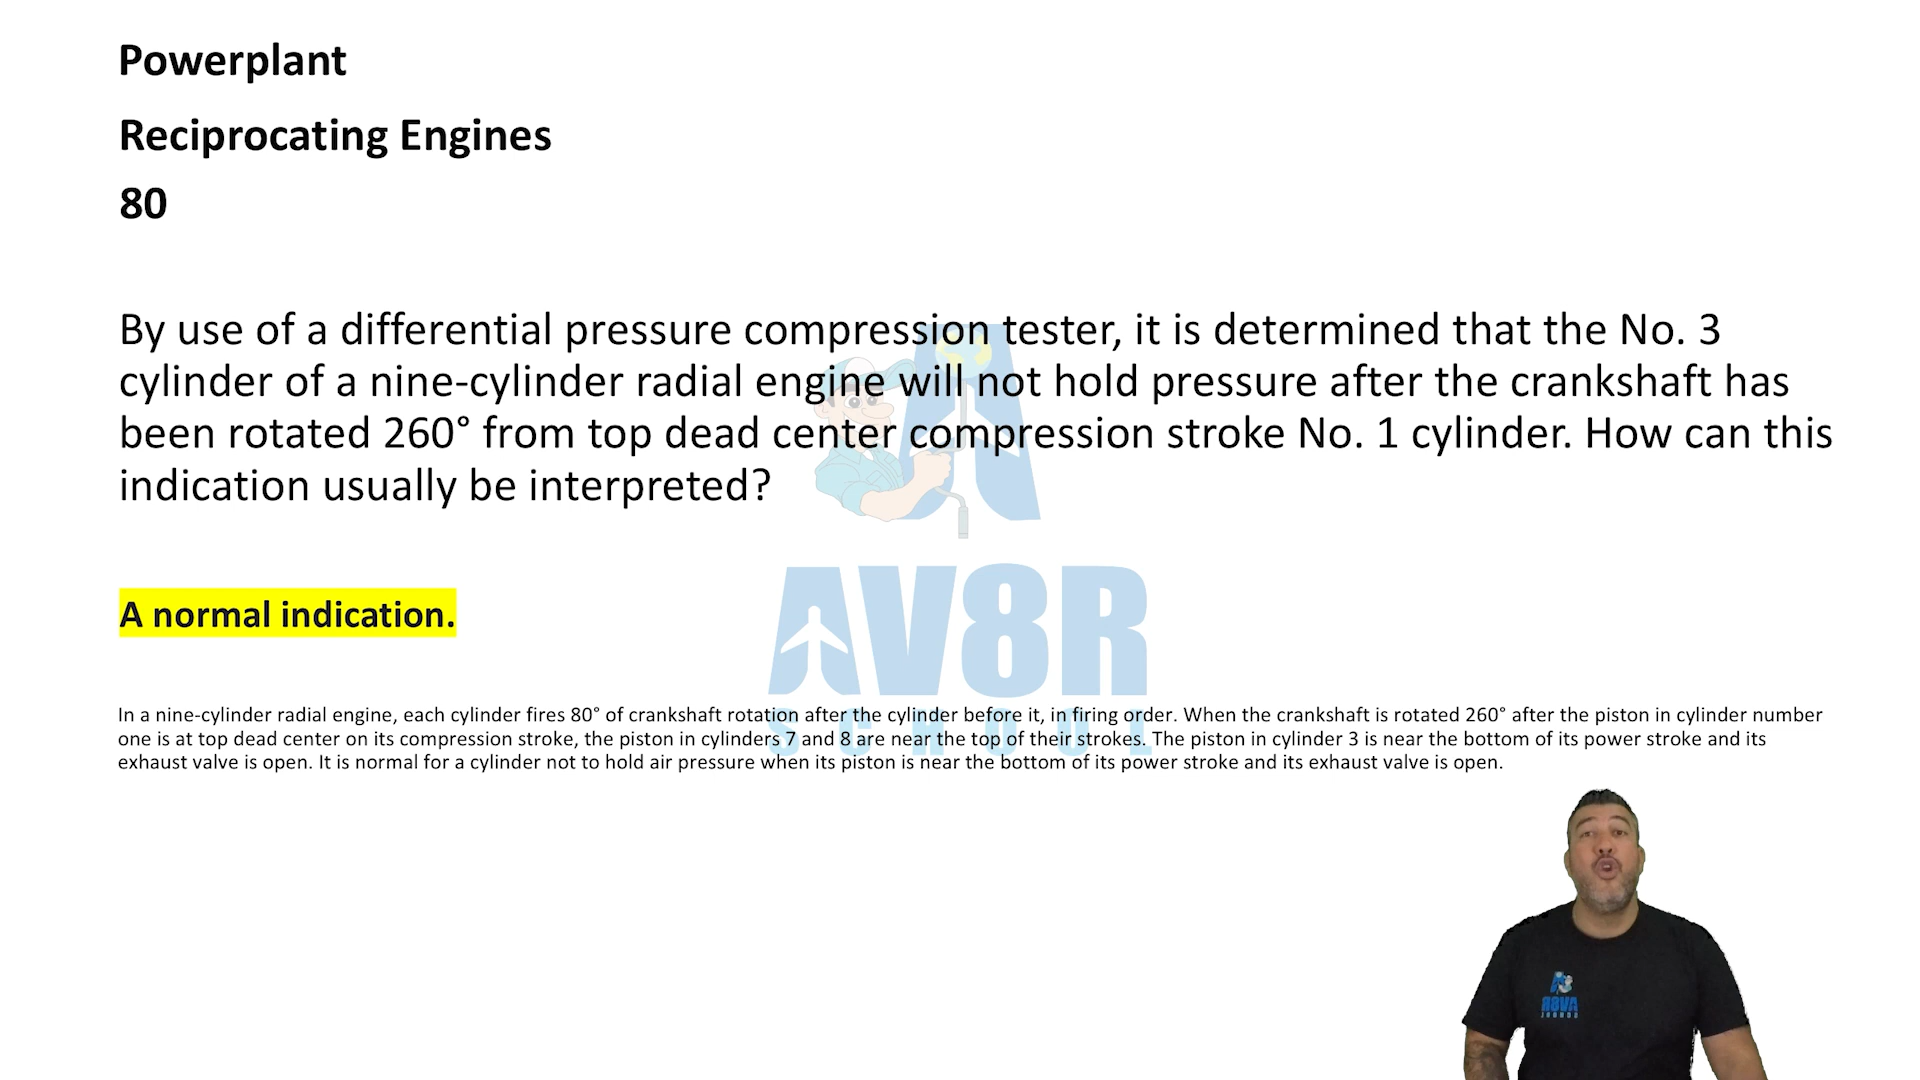 Powerplant
Reciprocating Engines
80
By use of a differential pressure compression tester, it is determined that the No. 3
cylinder of a nine-cylinder radial engine will not hold pressure after the crankshaft has
been rotated 260° from top dead center compression stroke No. 1 cylinder. How can this
indication usually be interpreted?
A normal indication.
AV8R
SCHOOL
In a nine-cylinder radial engine, each cylinder fires 80° of crankshaft rotation after the cylinder before it, in firing order. When the crankshaft is rotated 260° after the piston in cylinder number
one is at top dead center on its compression stroke, the piston in cylinders 7 and 8 are near the top of their strokes. The piston in cylinder 3 is near the bottom of its power stroke and its
exhaust valve is open. It is normal for a cylinder not to hold air pressure when its piston is near the bottom of its power stroke and its exhaust valve is open.